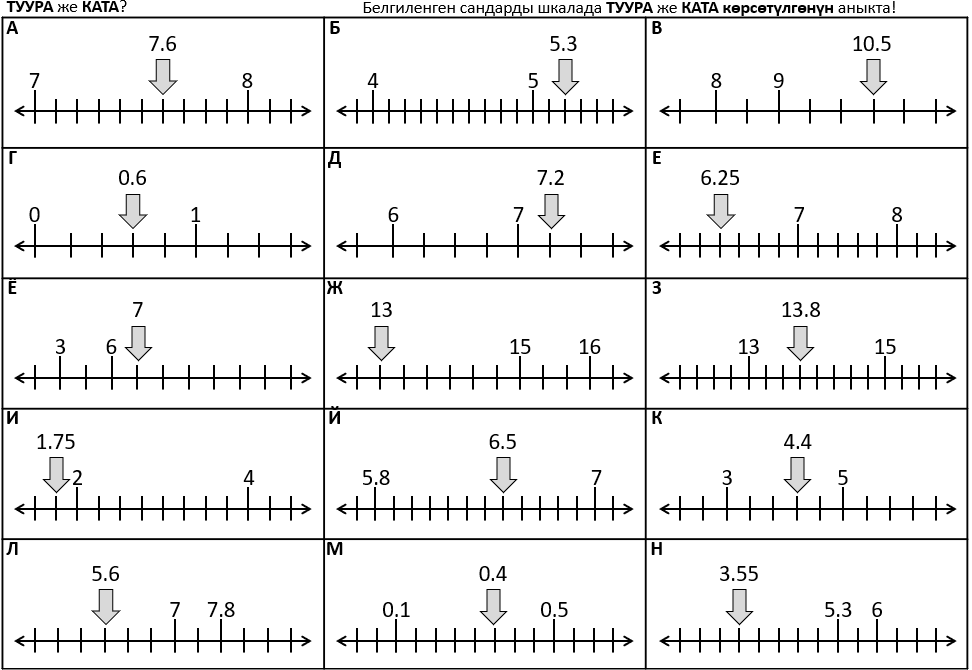 ТУУРА же КАТА? Белгиленген сандарды шкалада ТУУРА же КАТА көрсөтүлгөнүн аныкта!
А
7.6
7 8
Б
5.3
4 5
В
10.5
8 9
Г
0.6
0 1
Д
7.2
6 7
Е
6.25
7 8
Ё
7
3 6
Ж
13
15 16
З
13.8
13 15
И
1.75
2 4
Й
6.5
5.8 7
К
4.4
3 5
Л
5.6
7 7.8
М
0.4
0.1 0.5
Н
3.55
5.3 6